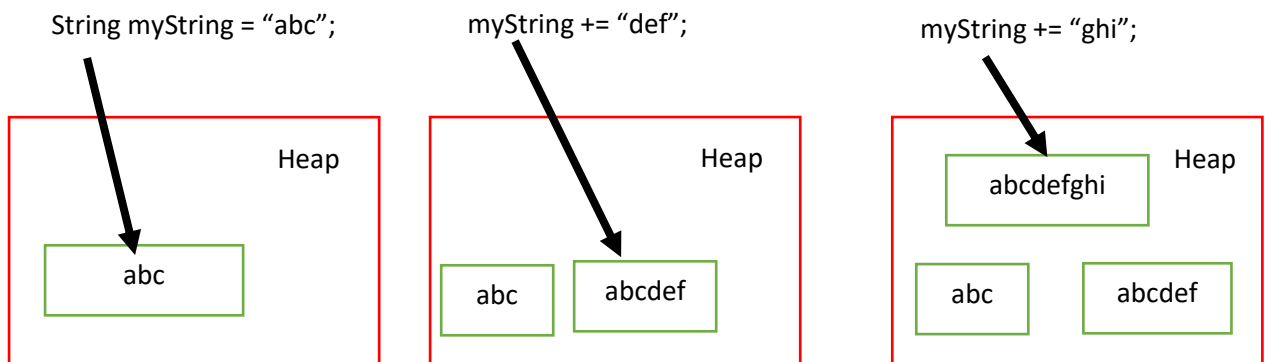 String myString = “abc”;
myString += “def”;
myString += “ghi”;
Heap
abc
Heap
abc
abcdef
Heap
abcdefghi
abc
abcdef